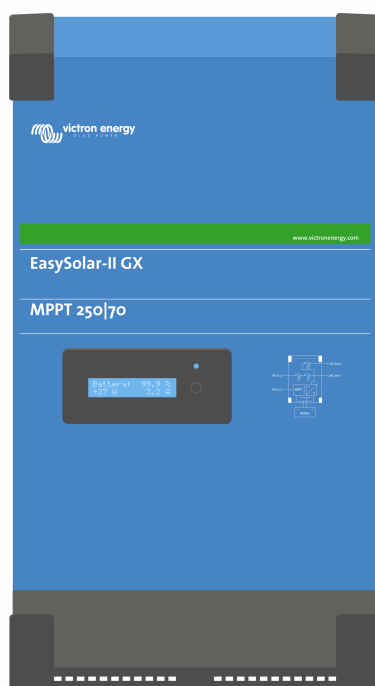 victron energy
BLUE POWER
www.victronenergy.com
EasySolar-II GX
MPPT 250|70
Battery: 99.9 %
+27 W 3.2 A
MPPT